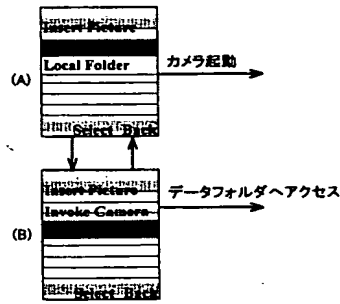 Insert Picture
Local Folder
カメラ起動
(A)
Select Back
Insert Picture
データフォルダへアクセス
Invoke Camera
(B)
Select Back